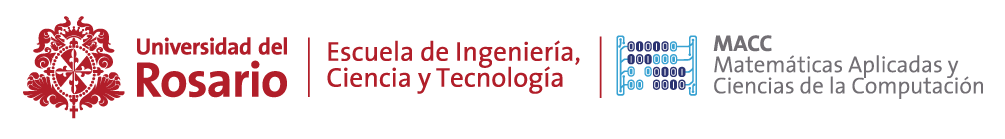 Universidad del
Rosario
Escuela de Ingeniería,
Ciencia y Tecnología
MACC
Matemáticas Aplicadas y
Ciencias de la Computación